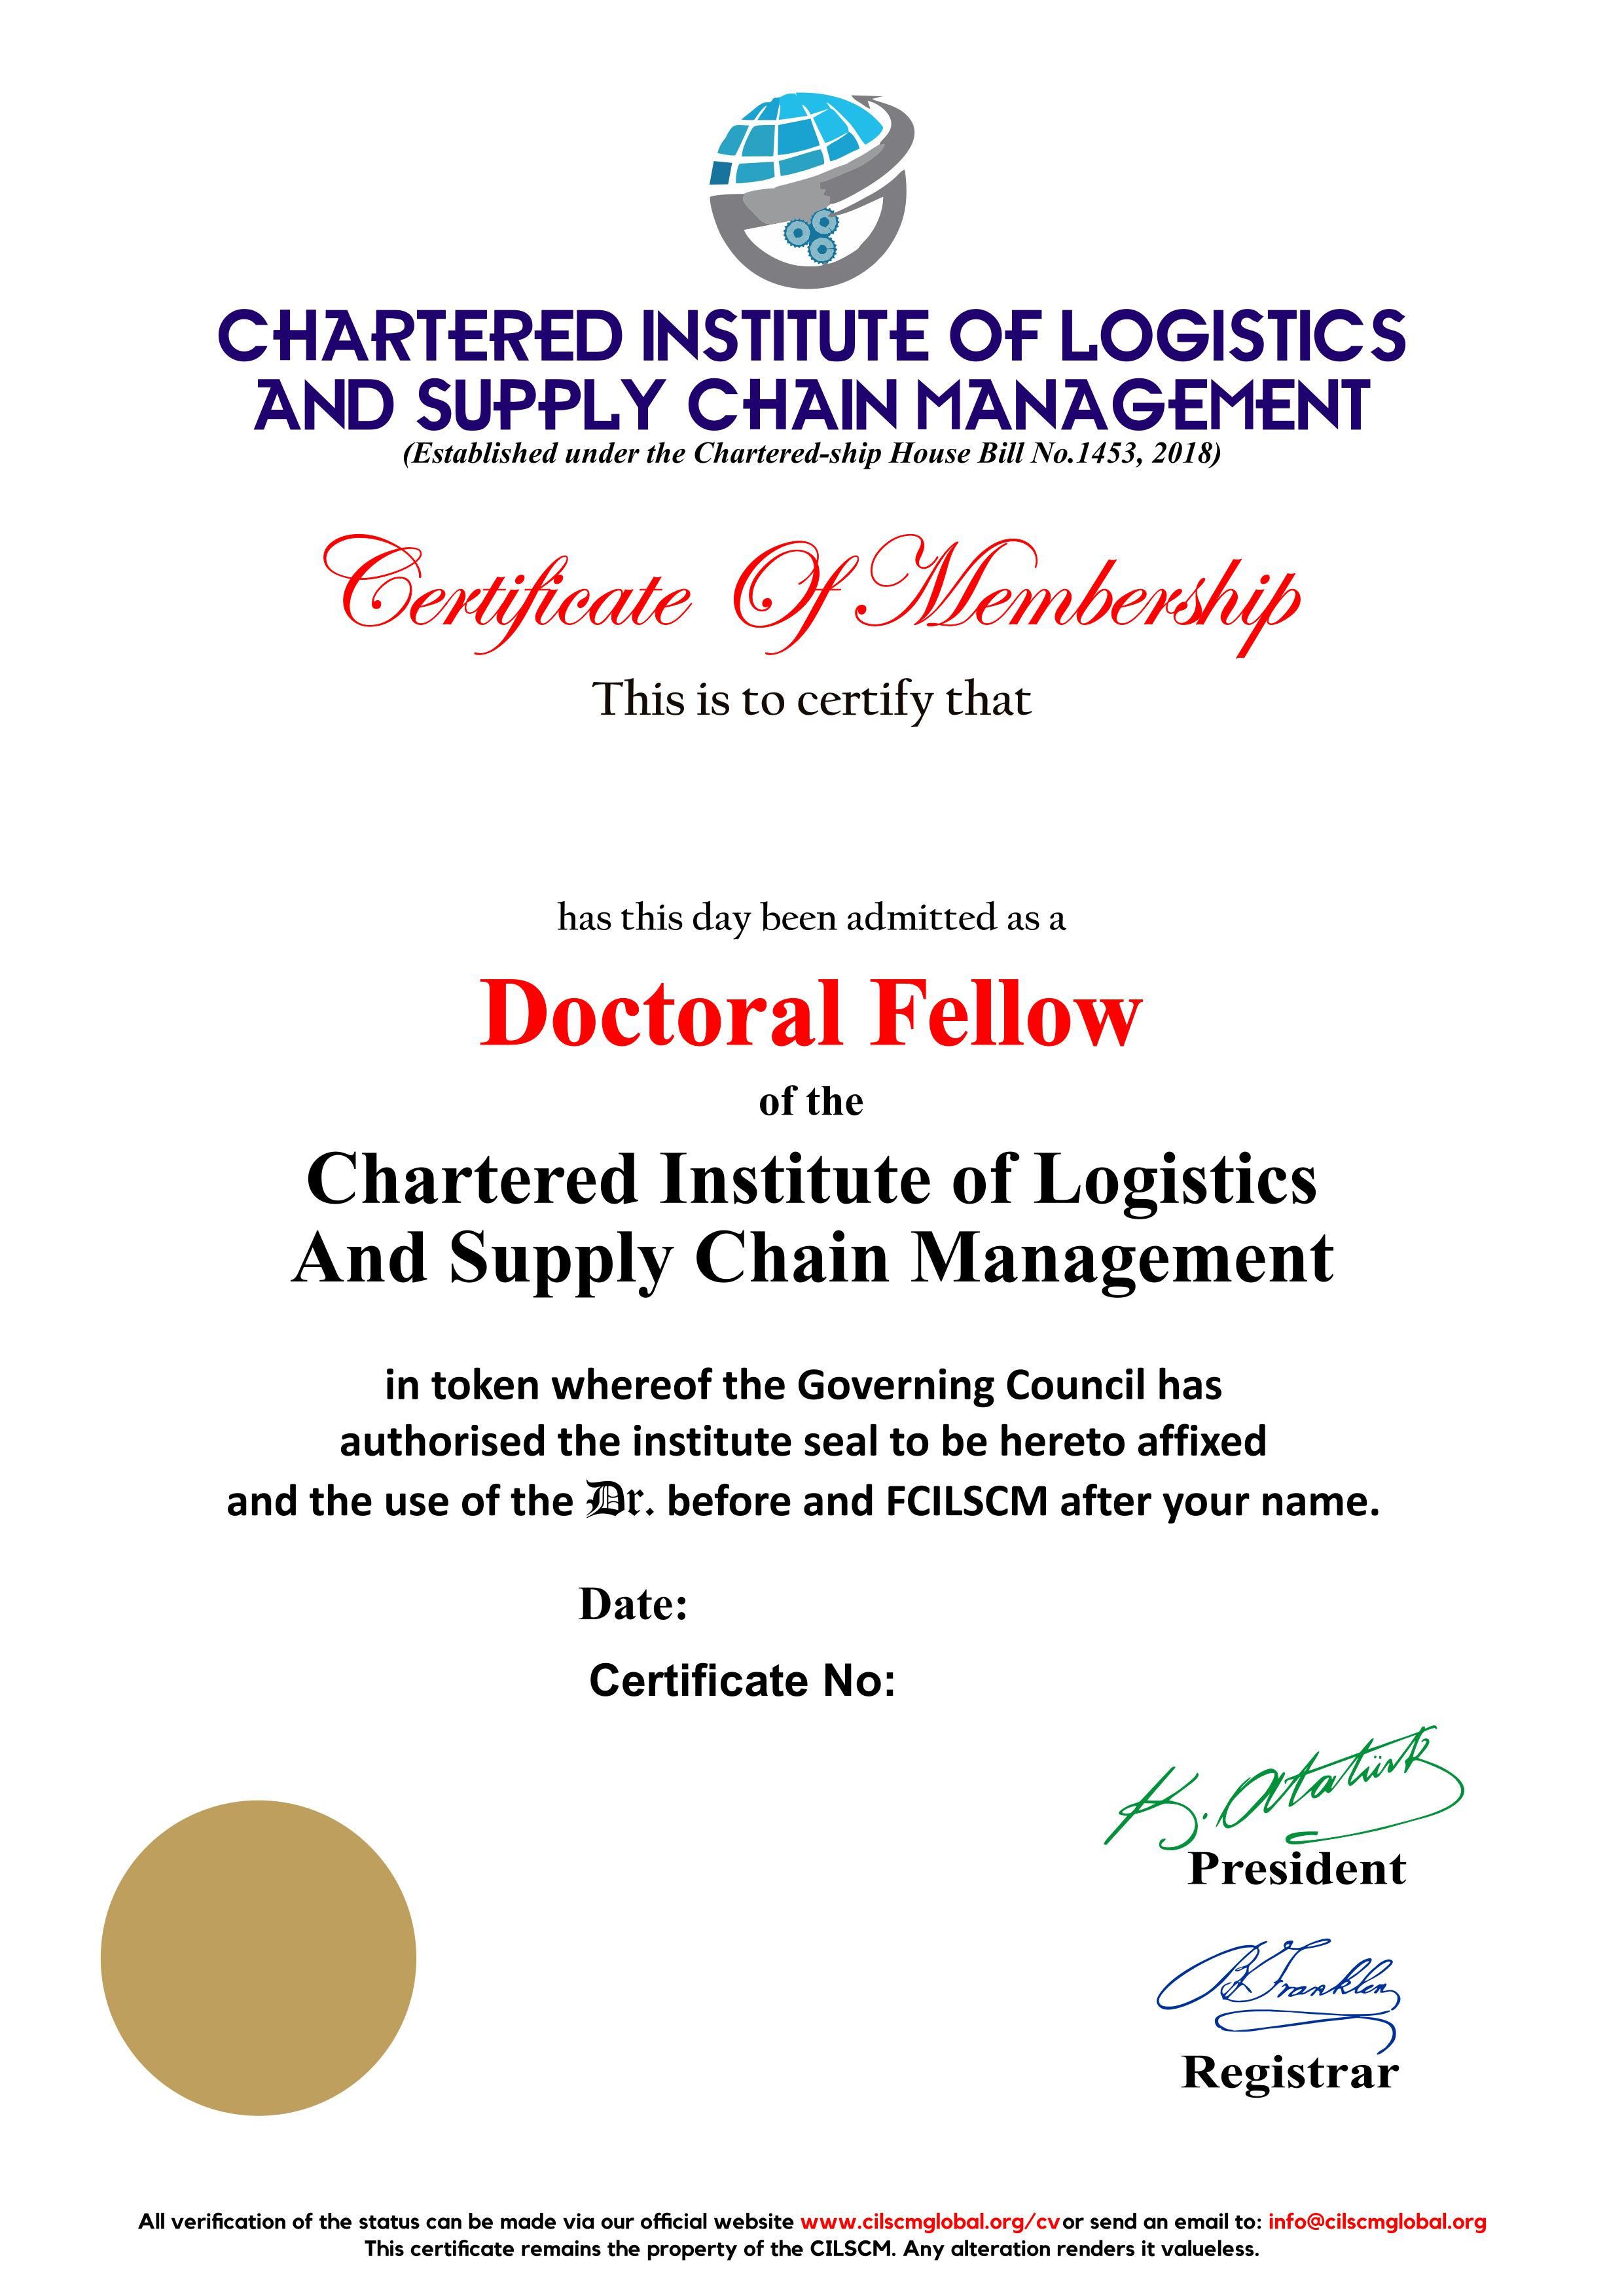 CHARTERED INSTITUTE OF LOGISTICS
AND SUPPLY CHAIN MANAGEMENT
(Established under the Chartered-ship House Bill No.1453, 2018)
Certificate Of Membership
This is to certify that
has this day been admitted as a
Doctoral Fellow
of the
Chartered Institute of Logistics
And Supply Chain Management
in token whereof the Governing Council has
authorised the institute seal to be hereto affixed
and the use of the Dr. before and FCILSCM after your name.
Date:
Certificate No:
K. Atatürk
President
B Franklin
Registrar
All verification of the status can be made via our official website www.cilscmglobal.org/cv or send an email to: info@cilscmglobal.org
This certificate remains the property of the CILSCM. Any alteration renders it valueless.